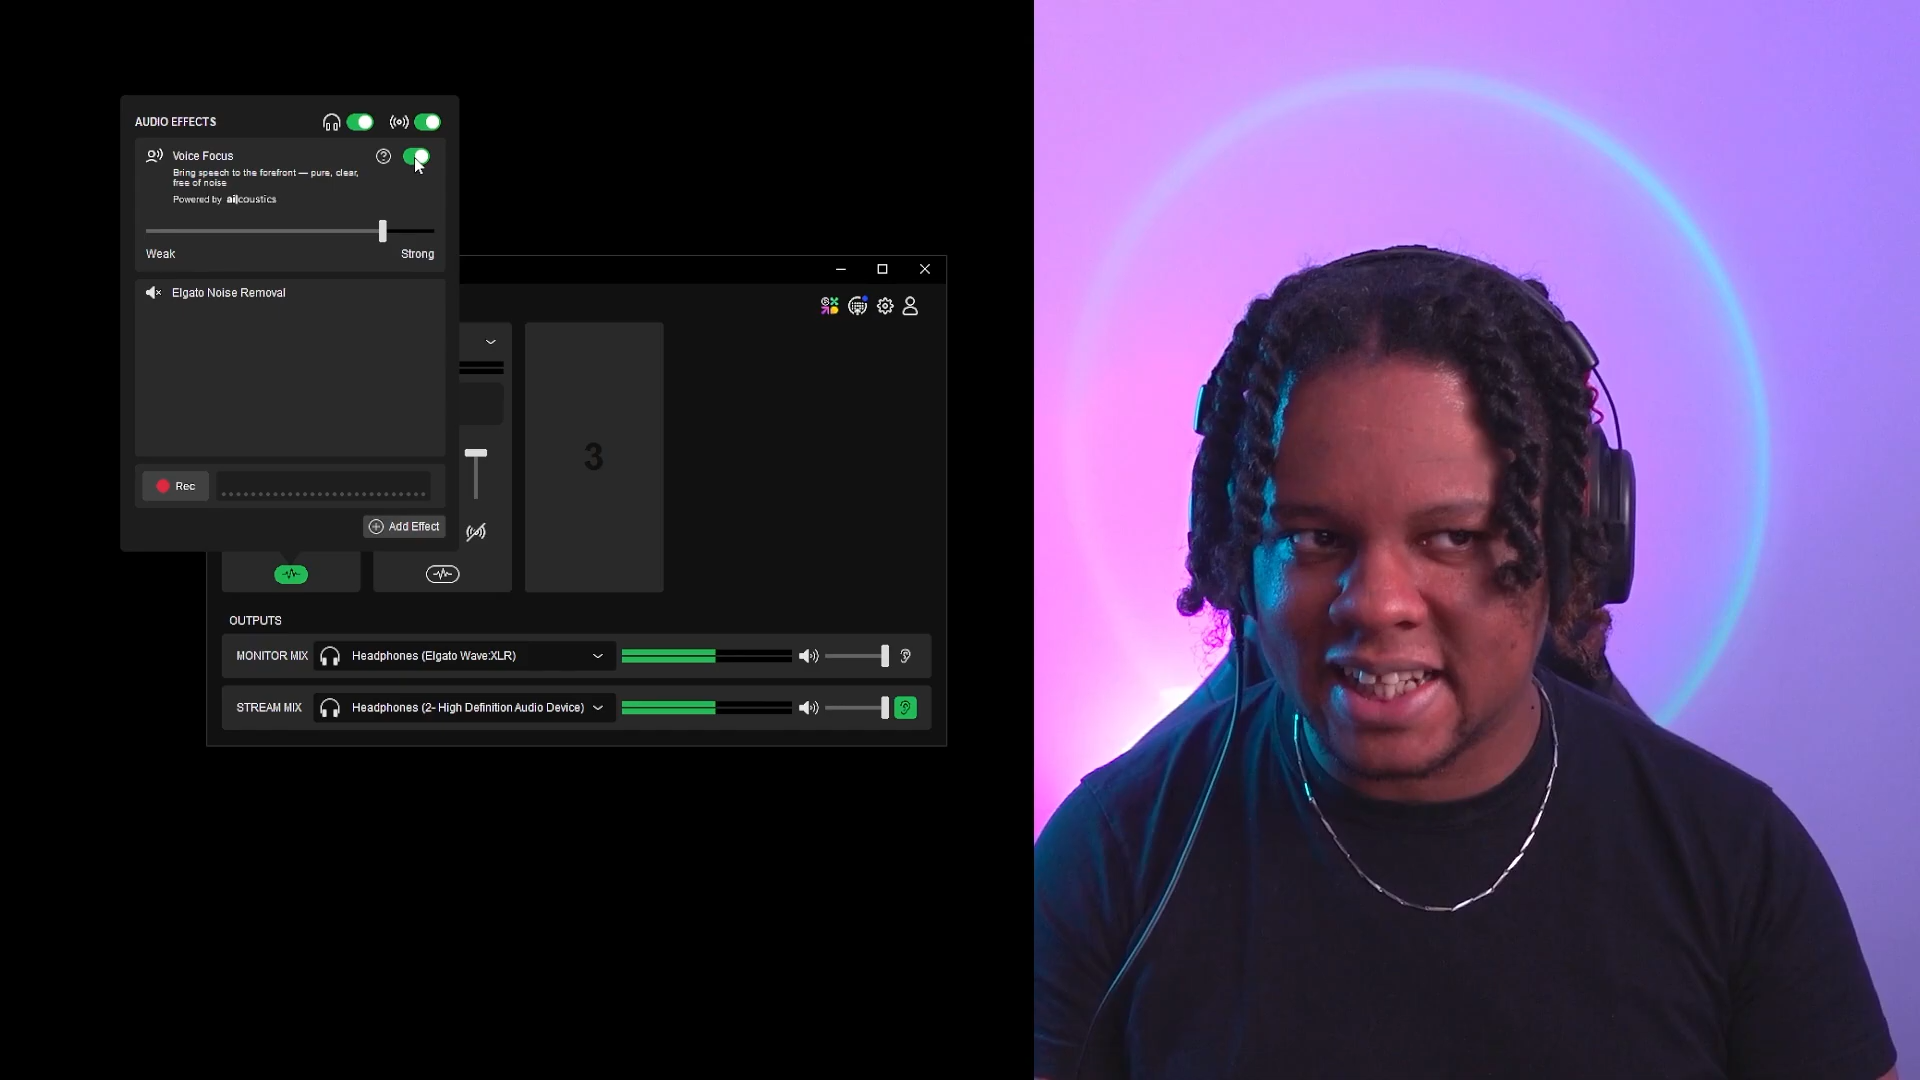 AUDIO EFFECTS
Voice Focus
Bring speech to the forefront — pure, clear,
free of noise
Powered by ai|coustics
Weak
Strong
Elgato Noise Removal
Rec
Add Effect
3
OUTPUTS
MONITOR MIX
Headphones (Elgato Wave:XLR)
STREAM MIX
Headphones (2- High Definition Audio Device)